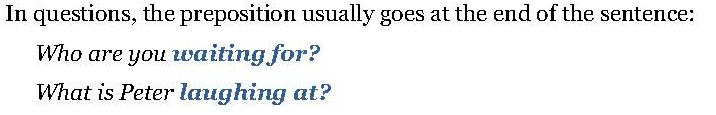 In questions, the preposition usually goes at the end of the sentence:
Who are you waiting for?
What is Peter laughing at?